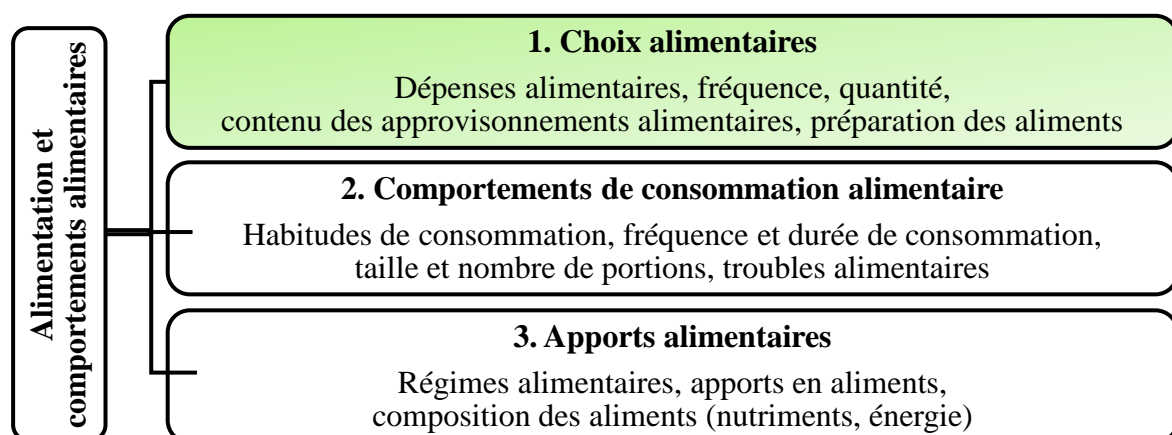 Alimentation et
comportements alimentaires
1. Choix alimentaires
Dépenses alimentaires, fréquence, quantité,
contenu des approvisonnements alimentaires, préparation des aliments
2. Comportements de consommation alimentaire
Habitudes de consommation, fréquence et durée de consommation,
taille et nombre de portions, troubles alimentaires
3. Apports alimentaires
Régimes alimentaires, apports en aliments,
composition des aliments (nutriments, énergie)